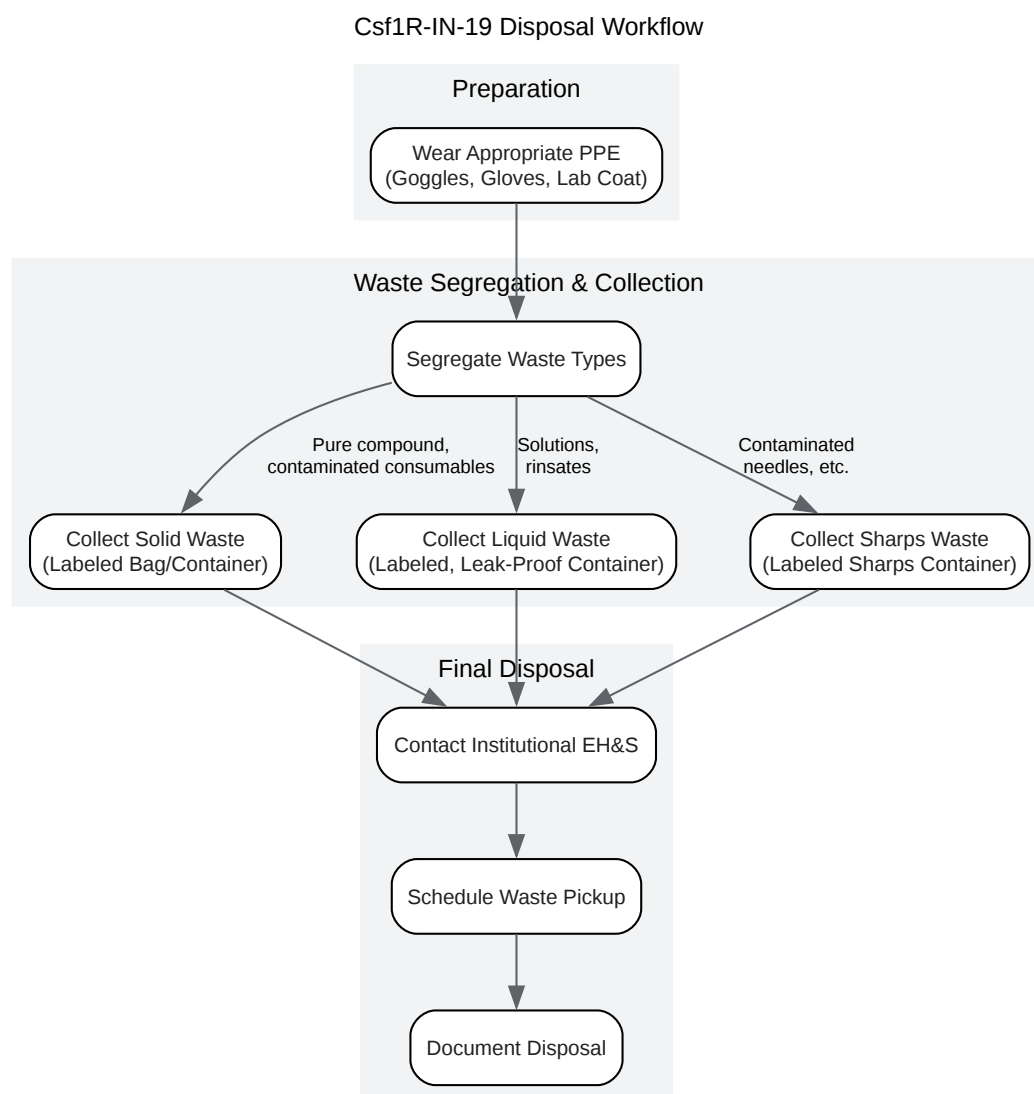 Csf1R-IN-19 Disposal Workflow
Preparation
Wear Appropriate PPE
(Goggles, Gloves, Lab Coat)
Waste Segregation & Collection
Segregate Waste Types
Pure compound,
contaminated consumables
Solutions,
rinsates
Contaminated
needles, etc.
Collect Solid Waste
(Labeled Bag/Container)
Collect Liquid Waste
(Labeled, Leak-Proof Container)
Collect Sharps Waste
(Labeled Sharps Container)
Final Disposal
Contact Institutional EH&S
Schedule Waste Pickup
Document Disposal